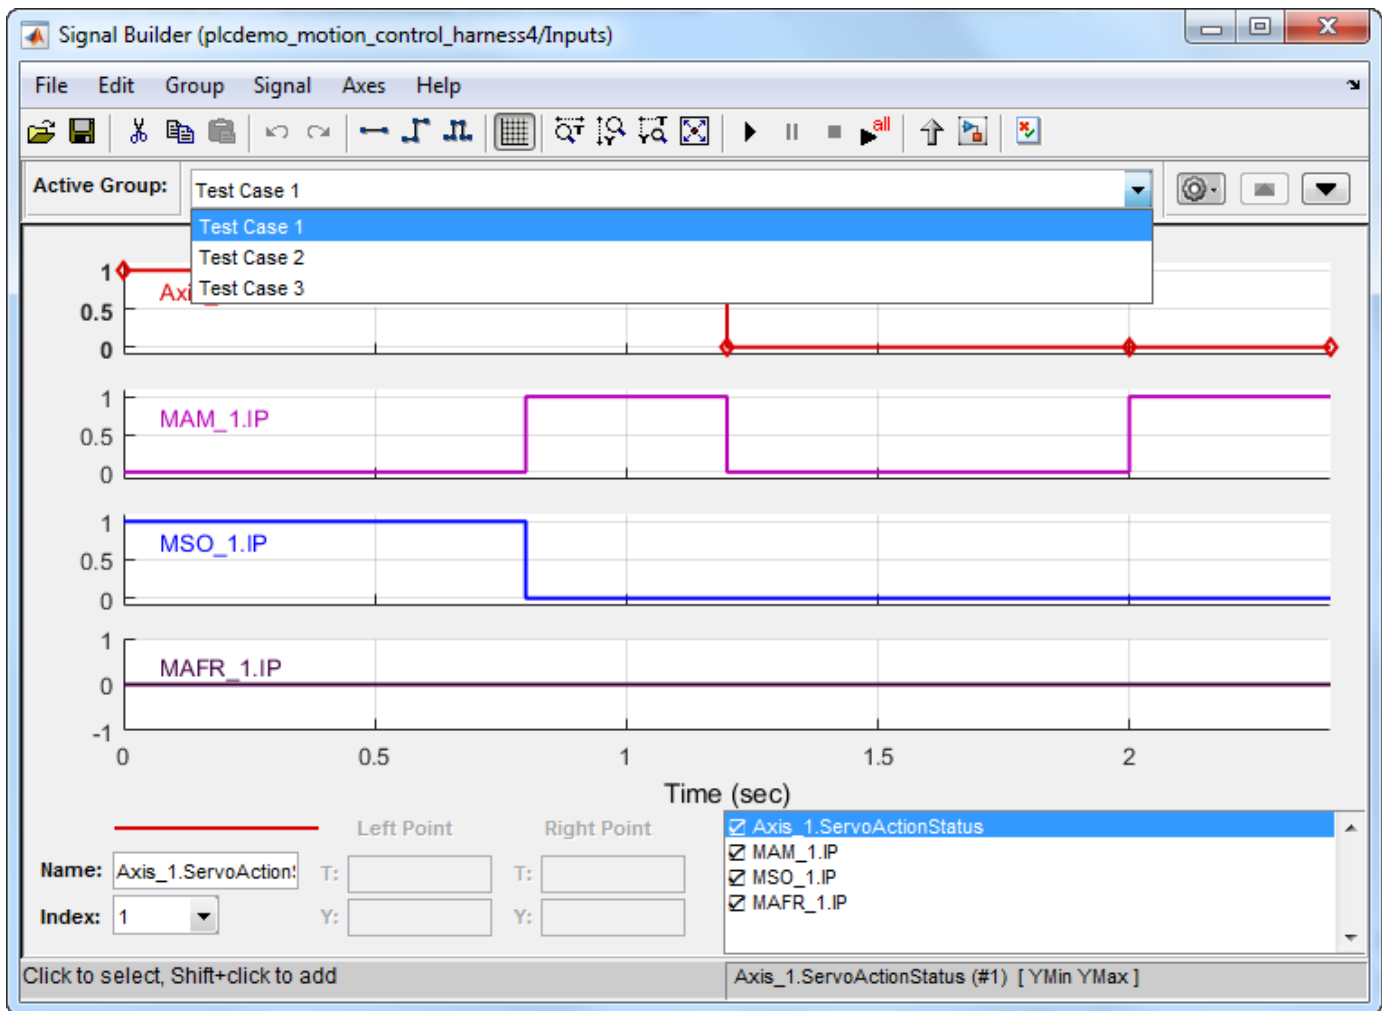 Signal Builder (plcdemo_motion_control_harness4/Inputs)
File Edit Group Signal Axes Help
all
Active Group: Test Case 1
Test Case 1
Test Case 2
Test Case 3
1
Axi
0.5
0
1
MAM_1.IP
0.5
0
1
MSO_1.IP
0.5
0
1
MAFR_1.IP
0
-1
0 0.5 1 1.5 2
Time (sec)
Left Point Right Point
Axis_1.ServoActionStatus
MAM_1.IP
MSO_1.IP
MAFR_1.IP
Name: Axis_1.ServoAction T: T:
Index: 1 Y: Y:
Click to select, Shift+click to add
Axis_1.ServoActionStatus (#1) [ YMin YMax ]